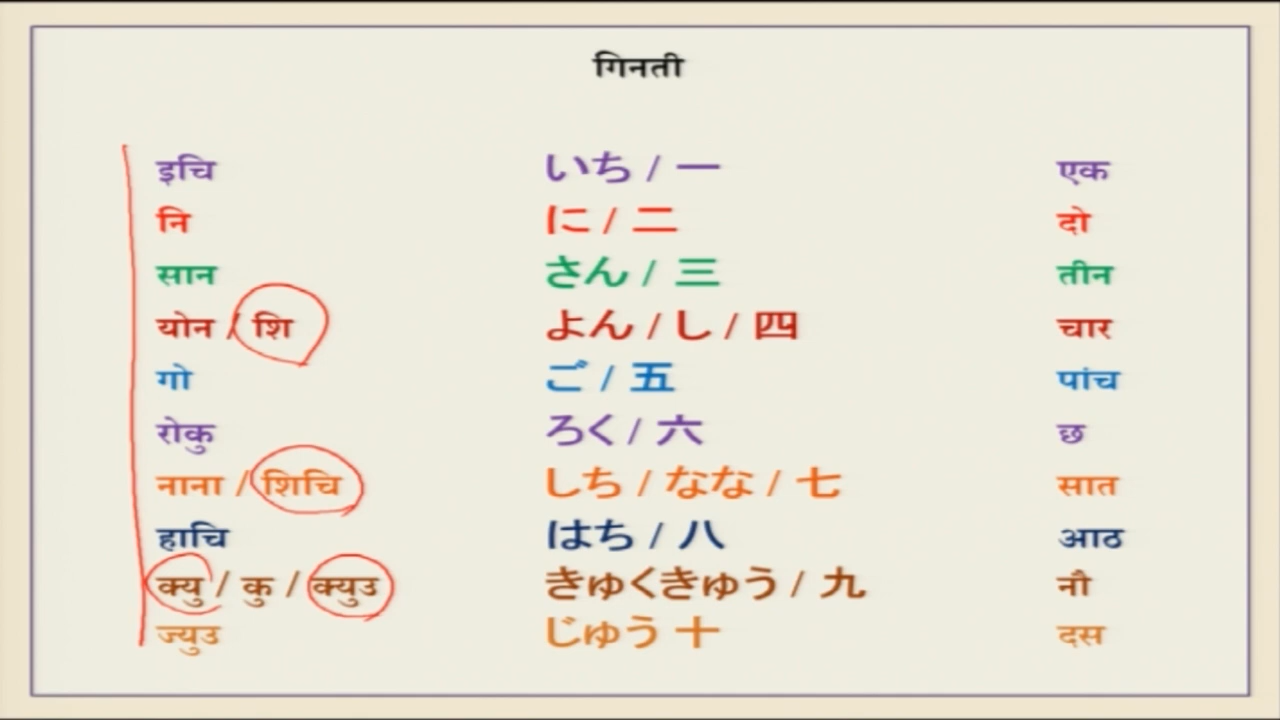 गिनती
इचि いち / 一 एक
नि に / 二 दो
सान さん / 三 तीन
योन / शि よん / し / 四 चार
गो ご / 五 पांच
रोकु ろく / 六 छ
नाना / शिचि しち / なな / 七 सात
हाचि はち / 八 आठ
क्यु / कु / क्युउ きゅくきゅう / 九 नौ
ज्युउ じゅう 十 दस